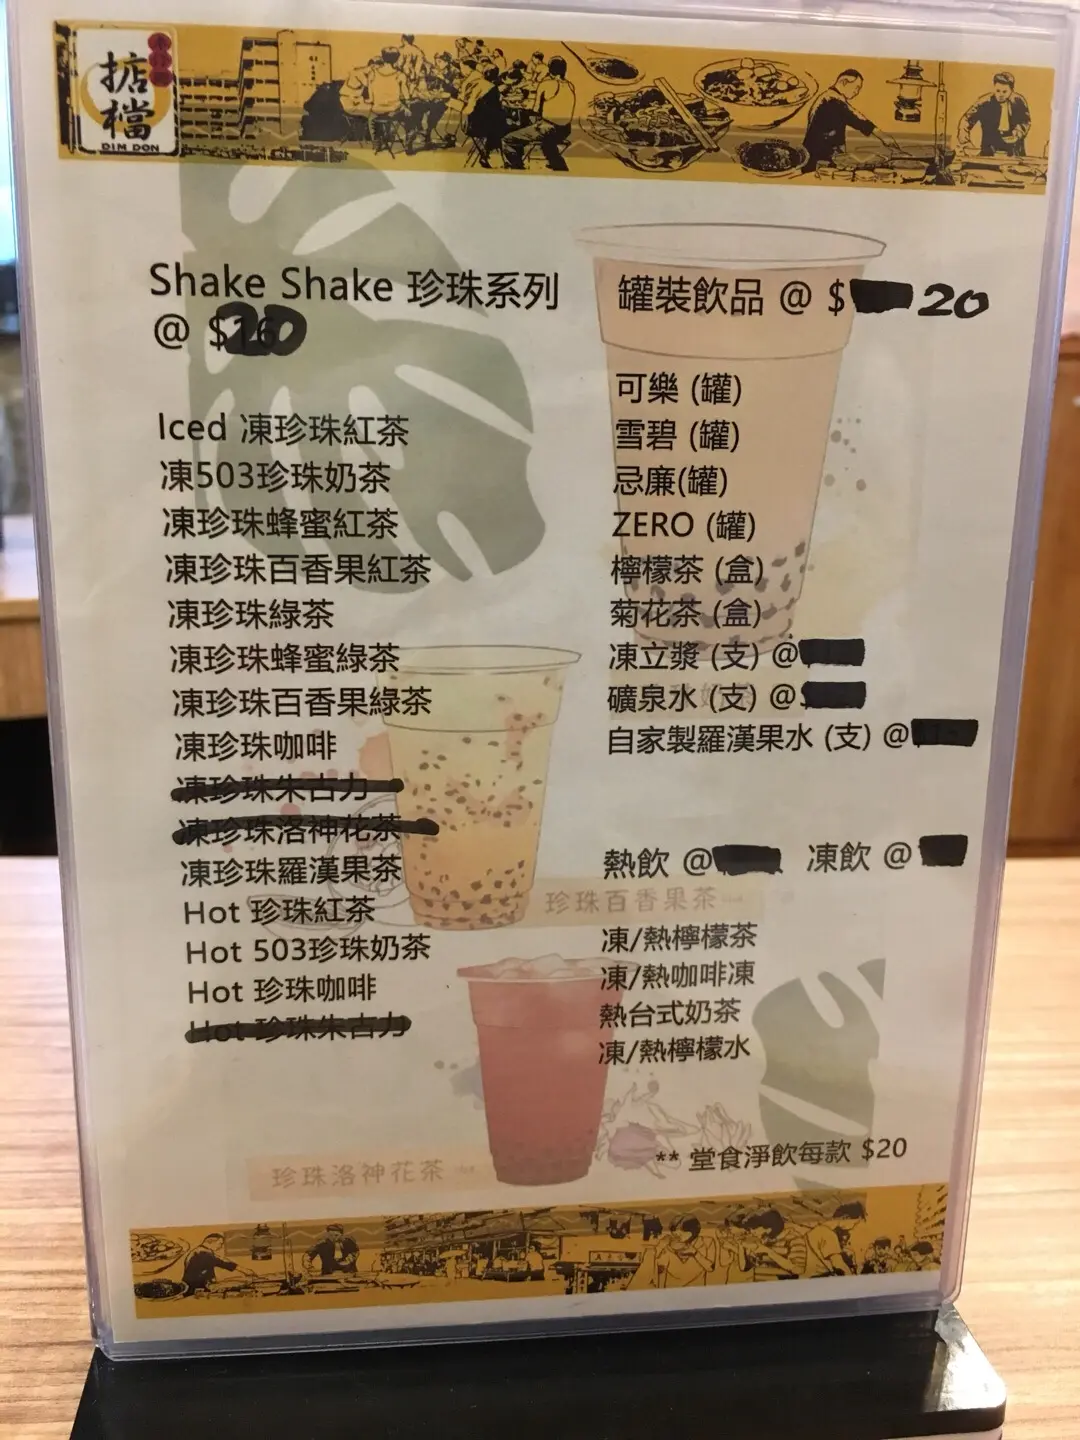 掂檔
DIM DON
Shake Shake 珍珠系列
@ $20
Iced 凍珍珠紅茶
凍503珍珠奶茶
凍珍珠蜂蜜紅茶
凍珍珠百香果紅茶
凍珍珠綠茶
凍珍珠蜂蜜綠茶
凍珍珠百香果綠茶
凍珍珠咖啡
凍珍珠朱古力
凍珍珠洛神花茶
凍珍珠羅漢果茶
Hot 珍珠紅茶
Hot 503珍珠奶茶
Hot 珍珠咖啡
Hot 珍珠朱古力
罐裝飲品 @ $ 20
可樂 (罐)
雪碧 (罐)
忌廉(罐)
ZERO (罐)
檸檬茶 (盒)
菊花茶 (盒)
凍立漿 (支) @
礦泉水 (支) @
自家製羅漢果水 (支) @
熱飲 @ 凍飲 @
珍珠百香果茶
凍/熱檸檬茶
凍/熱咖啡凍
熱台式奶茶
凍/熱檸檬水
** 堂食淨飲每款 $20
珍珠洛神花茶